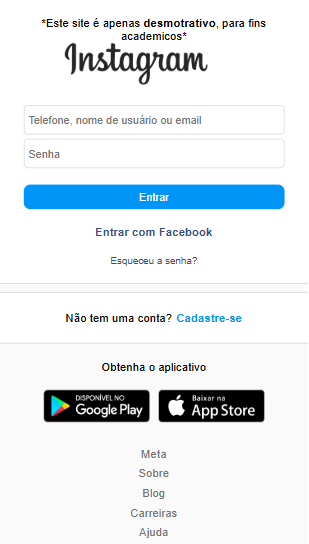 *Este site é apenas desmotrativo, para fins
academicos*
Instagram
Telefone, nome de usuário ou email
Senha
Entrar
Entrar com Facebook
Esqueceu a senha?
Não tem uma conta? Cadastre-se
Obtenha o aplicativo
DISPONÍVEL NO
Google Play
Baixar na
App Store
Meta
Sobre
Blog
Carreiras
Ajuda